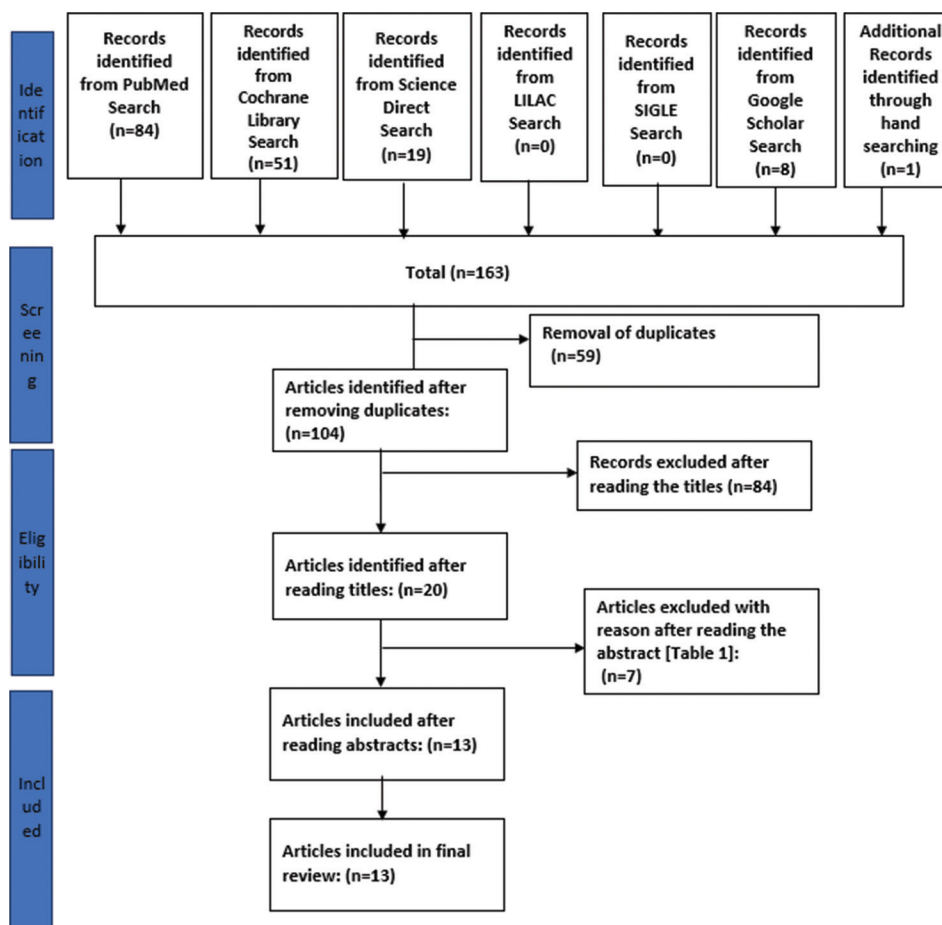 Ide
ntif
icat
ion
Records
identified
from PubMed
Search
(n=84)
Records
identified
from
Cochrane
Library
Search
(n=51)
Records
identified
from Science
Direct
Search
(n=19)
Records
identified
from LILAC
Search
(n=0)
Records
identified
from
SIGLE
Search
(n=0)
Records
identified
from
Google
Scholar
Search
(n=8)
Additional
Records
identified
through
hand
searching
(n=1)
Scr
ee
nin
g
Total (n=163)
Removal of duplicates
(n=59)
Articles identified after
removing duplicates:
(n=104)
Elig
ibili
ty
Records excluded after
reading the titles (n=84)
Articles identified after
reading titles: (n=20)
Articles excluded with
reason after reading the
abstract [Table 1]:
(n=7)
Incl
ud
ed
Articles included after
reading abstracts: (n=13)
Articles included in final
review: (n=13)